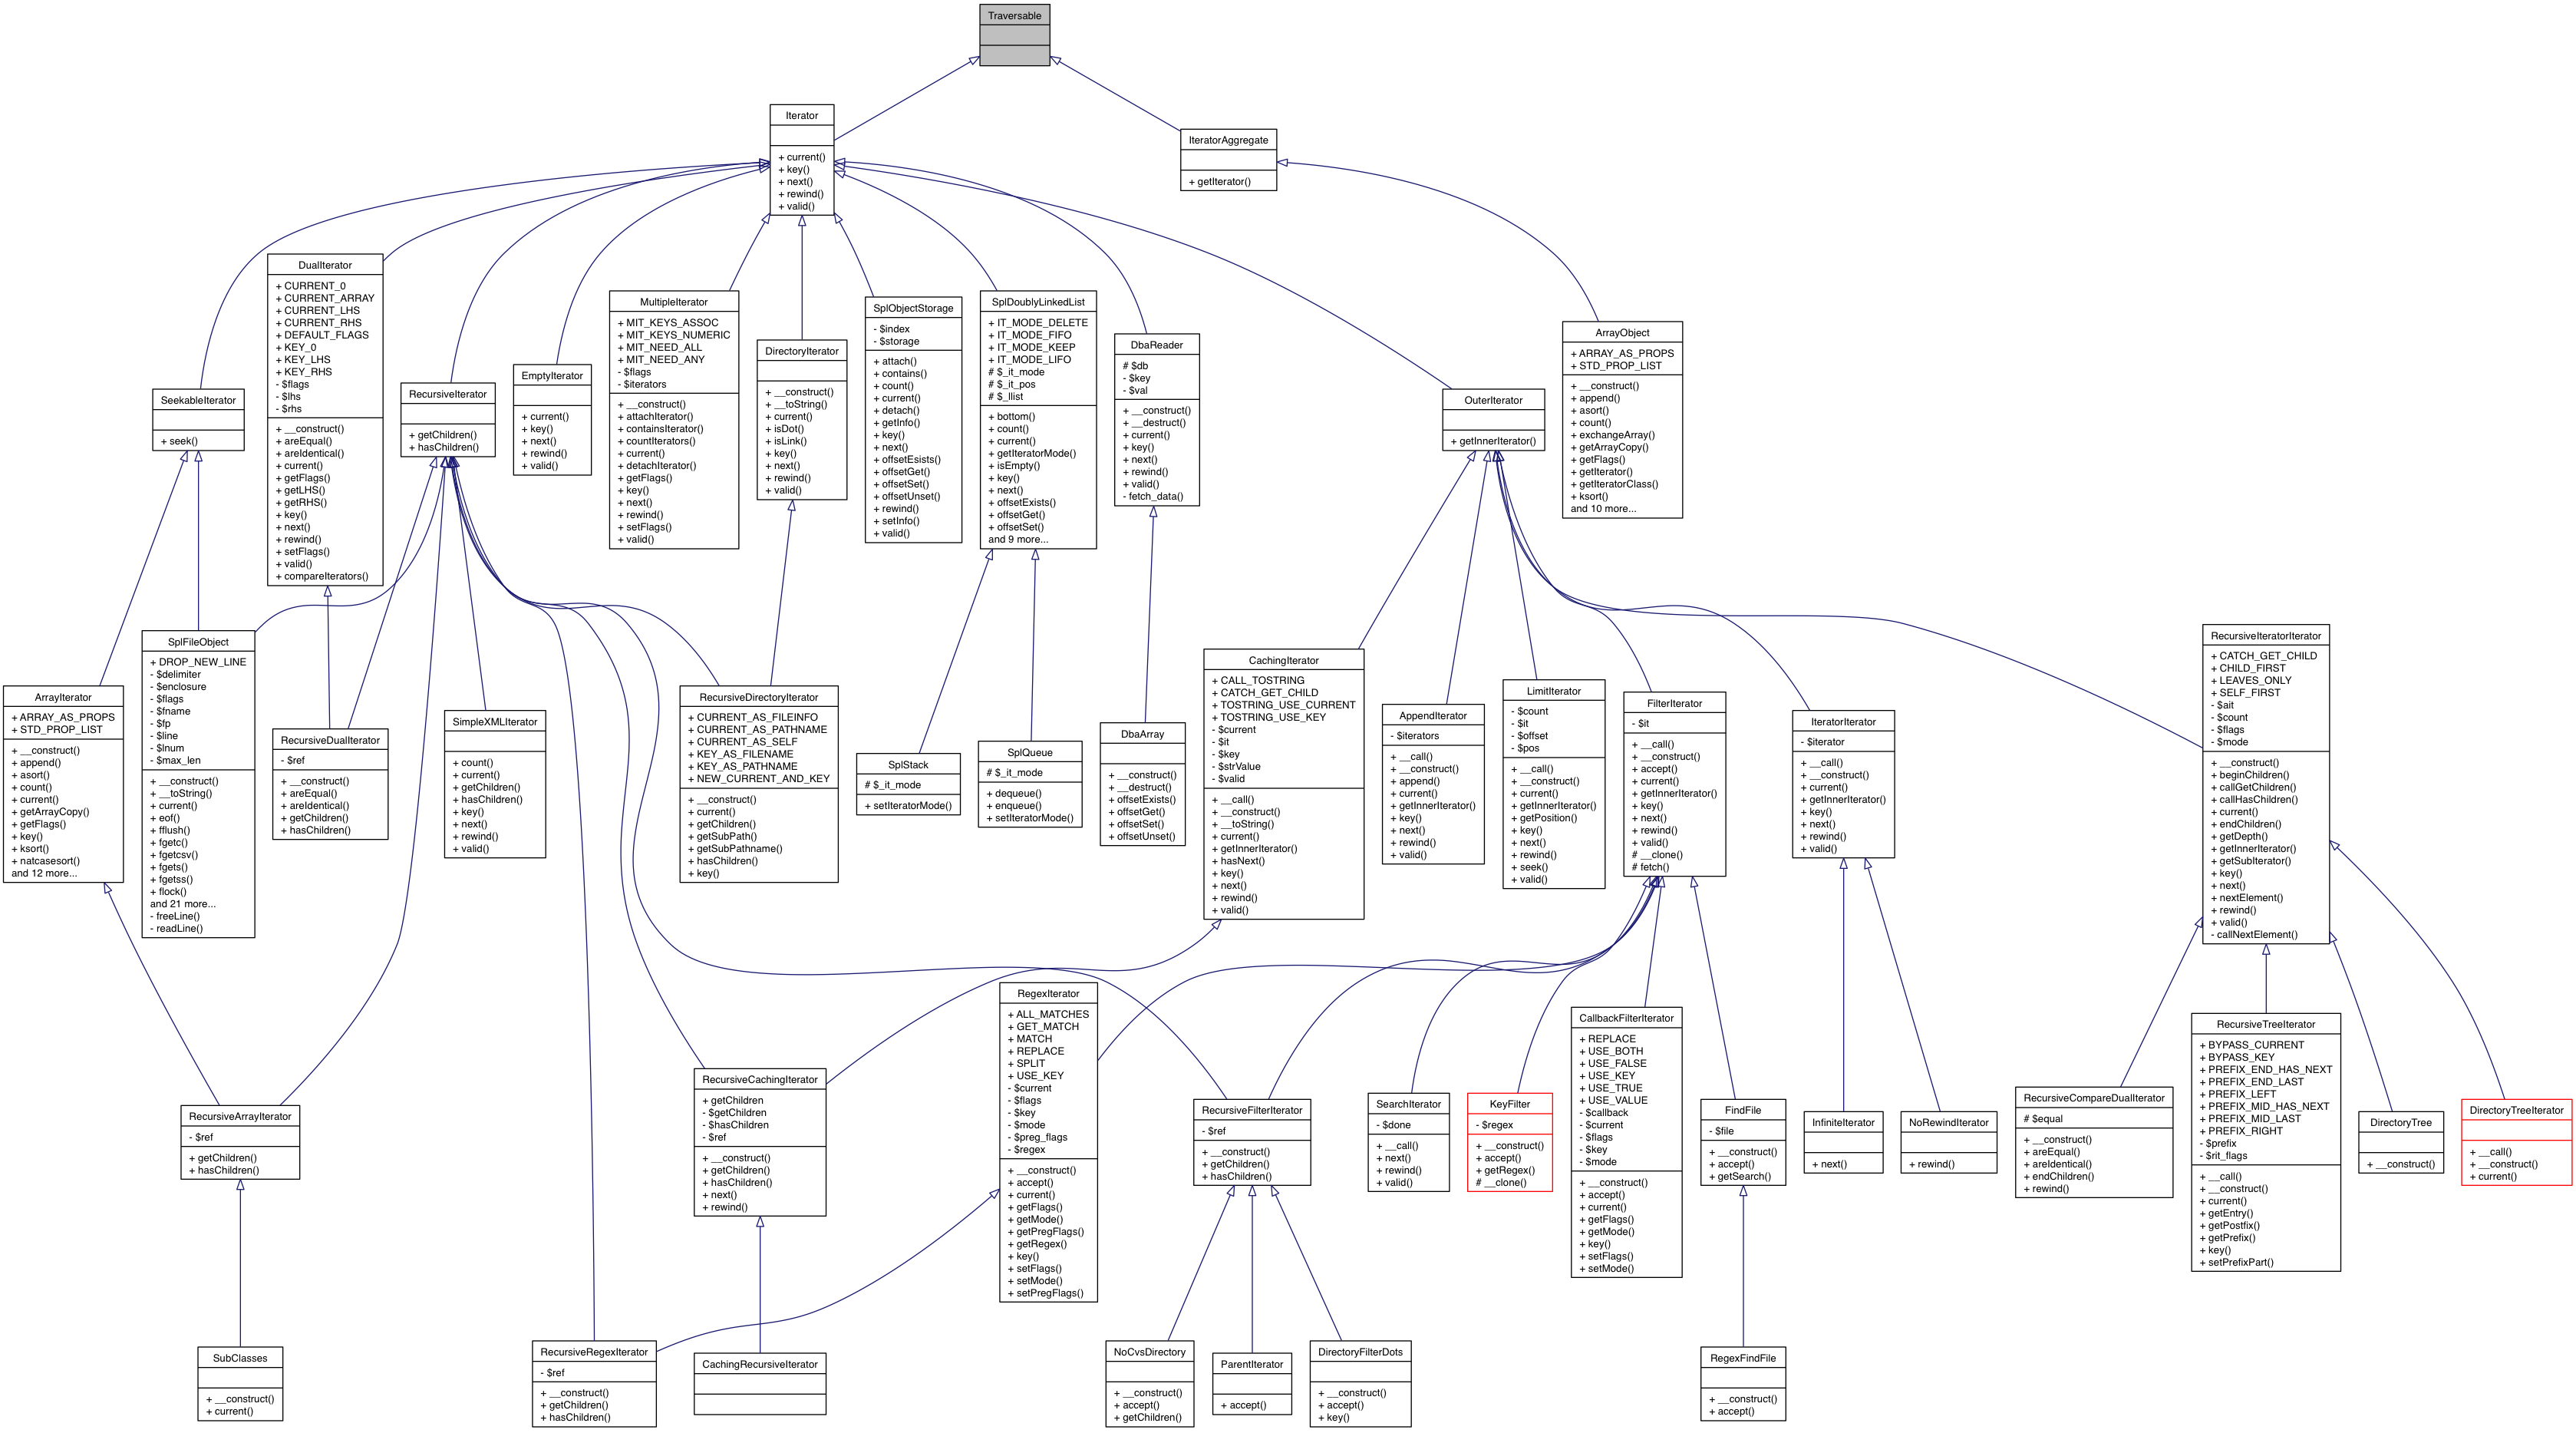 Traversable
Iterator
+ current()
+ key()
+ next()
+ rewind()
+ valid()
IteratorAggregate
+ getIterator()
DualIterator
+ CURRENT_0
+ CURRENT_ARRAY
+ CURRENT_LHS
+ CURRENT_RHS
+ DEFAULT_FLAGS
+ KEY_0
+ KEY_LHS
+ KEY_RHS
- $flags
- $lhs
- $rhs
+ __construct()
+ areEqual()
+ areIdentical()
+ current()
+ getFlags()
+ getLHS()
+ getRHS()
+ key()
+ next()
+ rewind()
+ setFlags()
+ valid()
+ compareIterators()
MultipleIterator
+ MIT_KEYS_ASSOC
+ MIT_KEYS_NUMERIC
+ MIT_NEED_ALL
+ MIT_NEED_ANY
- $flags
- $iterators
+ __construct()
+ attachIterator()
+ containsIterator()
+ countIterators()
+ current()
+ detachIterator()
+ getFlags()
+ key()
+ next()
+ rewind()
+ setFlags()
+ valid()
SplObjectStorage
- $index
- $storage
+ attach()
+ contains()
+ count()
+ current()
+ detach()
+ getInfo()
+ key()
+ next()
+ offsetEsists()
+ offsetGet()
+ offsetSet()
+ offsetUnset()
+ rewind()
+ setInfo()
+ valid()
SplDoublyLinkedList
+ IT_MODE_DELETE
+ IT_MODE_FIFO
+ IT_MODE_KEEP
+ IT_MODE_LIFO
# $_it_mode
# $_it_pos
# $_llist
+ bottom()
+ count()
+ current()
+ getIteratorMode()
+ isEmpty()
+ key()
+ next()
+ offsetExists()
+ offsetGet()
+ offsetSet()
and 9 more...
DirectoryIterator
+ __construct()
+ __toString()
+ current()
+ isDot()
+ isLink()
+ key()
+ next()
+ rewind()
+ valid()
DbaReader
# $db
- $key
- $val
+ __construct()
+ __destruct()
+ current()
+ key()
+ next()
+ rewind()
+ valid()
- fetch_data()
ArrayObject
+ ARRAY_AS_PROPS
+ STD_PROP_LIST
+ __construct()
+ append()
+ asort()
+ count()
+ exchangeArray()
+ getArrayCopy()
+ getFlags()
+ getIterator()
+ getIteratorClass()
+ ksort()
and 10 more...
SeekableIterator
+ seek()
RecursiveIterator
+ getChildren()
+ hasChildren()
EmptyIterator
+ current()
+ key()
+ next()
+ rewind()
+ valid()
OuterIterator
+ getInnerIterator()
ArrayIterator
+ ARRAY_AS_PROPS
+ STD_PROP_LIST
+ __construct()
+ append()
+ asort()
+ count()
+ current()
+ getArrayCopy()
+ getFlags()
+ key()
+ ksort()
+ natcasesort()
and 12 more...
SplFileObject
+ DROP_NEW_LINE
- $delimiter
- $enclosure
- $flags
- $fname
- $fp
- $line
- $lnum
- $max_len
+ __construct()
+ __toString()
+ current()
+ eof()
+ fflush()
+ fgetc()
+ fgetcsv()
+ fgets()
+ fgetss()
+ flock()
and 21 more...
- freeLine()
- readLine()
RecursiveDualIterator
- $ref
+ __construct()
+ areEqual()
+ areIdentical()
+ getChildren()
+ hasChildren()
SimpleXMLIterator
+ count()
+ current()
+ getChildren()
+ hasChildren()
+ key()
+ next()
+ rewind()
+ valid()
RecursiveDirectoryIterator
+ CURRENT_AS_FILEINFO
+ CURRENT_AS_PATHNAME
+ CURRENT_AS_SELF
+ KEY_AS_FILENAME
+ KEY_AS_PATHNAME
+ NEW_CURRENT_AND_KEY
+ __construct()
+ current()
+ getChildren()
+ getSubPath()
+ getSubPathname()
+ hasChildren()
+ key()
SplStack
# $_it_mode
+ setIteratorMode()
SplQueue
# $_it_mode
+ dequeue()
+ enqueue()
+ setIteratorMode()
DbaArray
+ __construct()
+ __destruct()
+ offsetExists()
+ offsetGet()
+ offsetSet()
+ offsetUnset()
CachingIterator
+ CALL_TOSTRING
+ CATCH_GET_CHILD
+ TOSTRING_USE_CURRENT
+ TOSTRING_USE_KEY
- $current
- $it
- $key
- $strValue
- $valid
+ __call()
+ __construct()
+ __toString()
+ current()
+ getInnerIterator()
+ hasNext()
+ key()
+ next()
+ rewind()
+ valid()
AppendIterator
- $iterators
+ __call()
+ __construct()
+ append()
+ current()
+ getInnerIterator()
+ key()
+ next()
+ rewind()
+ valid()
LimitIterator
- $count
- $it
- $offset
- $pos
+ __call()
+ __construct()
+ current()
+ getInnerIterator()
+ getPosition()
+ key()
+ next()
+ rewind()
+ seek()
+ valid()
FilterIterator
- $it
+ __call()
+ __construct()
+ accept()
+ current()
+ getInnerIterator()
+ key()
+ next()
+ rewind()
+ valid()
# __clone()
# fetch()
IteratorIterator
- $iterator
+ __call()
+ __construct()
+ current()
+ getInnerIterator()
+ key()
+ next()
+ rewind()
+ valid()
RecursiveIteratorIterator
+ CATCH_GET_CHILD
+ CHILD_FIRST
+ LEAVES_ONLY
+ SELF_FIRST
- $ait
- $count
- $flags
- $mode
+ __construct()
+ beginChildren()
+ callGetChildren()
+ callHasChildren()
+ current()
+ endChildren()
+ getDepth()
+ getInnerIterator()
+ getSubIterator()
+ key()
+ next()
+ nextElement()
+ rewind()
+ valid()
- callNextElement()
RecursiveArrayIterator
- $ref
+ getChildren()
+ hasChildren()
RecursiveCachingIterator
+ getChildren
- $getChildren
- $hasChildren
- $ref
+ __construct()
+ getChildren()
+ hasChildren()
+ next()
+ rewind()
RegexIterator
+ ALL_MATCHES
+ GET_MATCH
+ MATCH
+ REPLACE
+ SPLIT
+ USE_KEY
- $current
- $flags
- $key
- $mode
- $preg_flags
- $regex
+ __construct()
+ accept()
+ current()
+ getFlags()
+ getMode()
+ getPregFlags()
+ getRegex()
+ key()
+ setFlags()
+ setMode()
+ setPregFlags()
RecursiveFilterIterator
- $ref
+ __construct()
+ getChildren()
+ hasChildren()
SearchIterator
- $done
+ __call()
+ next()
+ rewind()
+ valid()
KeyFilter
- $regex
+ __construct()
+ accept()
+ getRegex()
# __clone()
CallbackFilterIterator
+ REPLACE
+ USE_BOTH
+ USE_FALSE
+ USE_KEY
+ USE_TRUE
+ USE_VALUE
- $callback
- $current
- $flags
- $key
- $mode
+ __construct()
+ accept()
+ current()
+ getFlags()
+ getMode()
+ key()
+ setFlags()
+ setMode()
FindFile
- $file
+ __construct()
+ accept()
+ getSearch()
InfiniteIterator
+ next()
NoRewindIterator
+ rewind()
RecursiveCompareDualIterator
# $equal
+ __construct()
+ areEqual()
+ areIdentical()
+ endChildren()
+ rewind()
RecursiveTreeIterator
+ BYPASS_CURRENT
+ BYPASS_KEY
+ PREFIX_END_HAS_NEXT
+ PREFIX_END_LAST
+ PREFIX_LEFT
+ PREFIX_MID_HAS_NEXT
+ PREFIX_MID_LAST
+ PREFIX_RIGHT
- $prefix
- $rit_flags
+ __call()
+ __construct()
+ current()
+ getEntry()
+ getPostfix()
+ getPrefix()
+ key()
+ setPrefixPart()
DirectoryTree
+ __construct()
DirectoryTreeIterator
+ __call()
+ __construct()
+ current()
SubClasses
+ __construct()
+ current()
RecursiveRegexIterator
- $ref
+ __construct()
+ getChildren()
+ hasChildren()
CachingRecursiveIterator
NoCvsDirectory
+ __construct()
+ accept()
+ getChildren()
ParentIterator
+ accept()
DirectoryFilterDots
+ __construct()
+ accept()
+ key()
RegexFindFile
+ __construct()
+ accept()